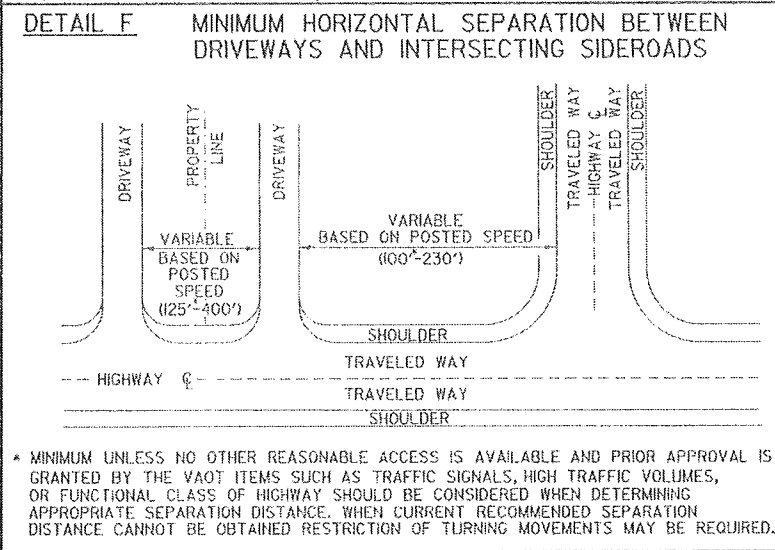 DETAIL F MINIMUM HORIZONTAL SEPARATION BETWEEN
DRIVEWAYS AND INTERSECTING SIDEROADS
DRIVEWAY
PROPERTY
LINE
DRIVEWAY
SHOULDER
TRAVELED WAY
HIGHWAY ℄
TRAVELED WAY
SHOULDER
VARIABLE
BASED ON
POSTED
SPEED
(125'-400')
*
VARIABLE
BASED ON POSTED SPEED
(100'-230')
*
SHOULDER
TRAVELED WAY
HIGHWAY ℄
TRAVELED WAY
SHOULDER
* MINIMUM UNLESS NO OTHER REASONABLE ACCESS IS AVAILABLE AND PRIOR APPROVAL IS
GRANTED BY THE VAOT ITEMS SUCH AS TRAFFIC SIGNALS, HIGH TRAFFIC VOLUMES,
OR FUNCTIONAL CLASS OF HIGHWAY SHOULD BE CONSIDERED WHEN DETERMINING
APPROPRIATE SEPARATION DISTANCE. WHEN CURRENT RECOMMENDED SEPARATION
DISTANCE CANNOT BE OBTAINED RESTRICTION OF TURNING MOVEMENTS MAY BE REQUIRED.